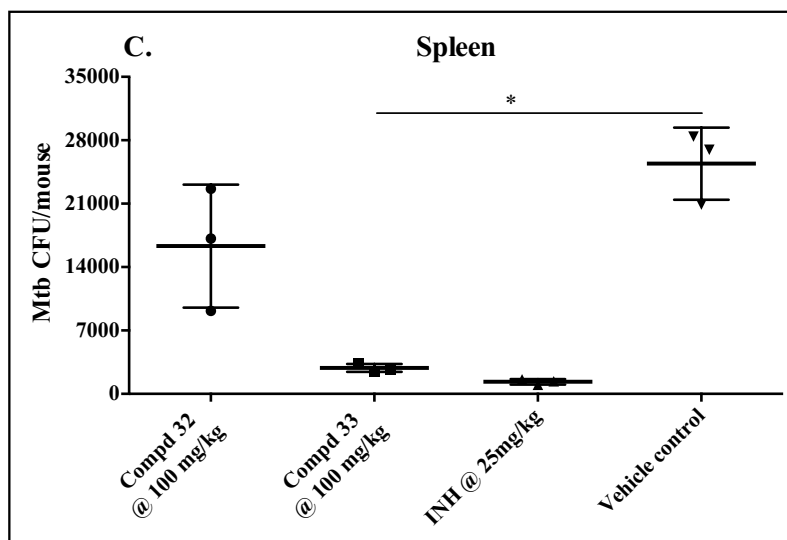 C. Spleen
*
35000
28000
21000
14000
7000
0
Mtb CFU/mouse
Compd 32
@ 100 mg/kg
Compd 33
@ 100 mg/kg
INH @ 25mg/kg
Vehicle control